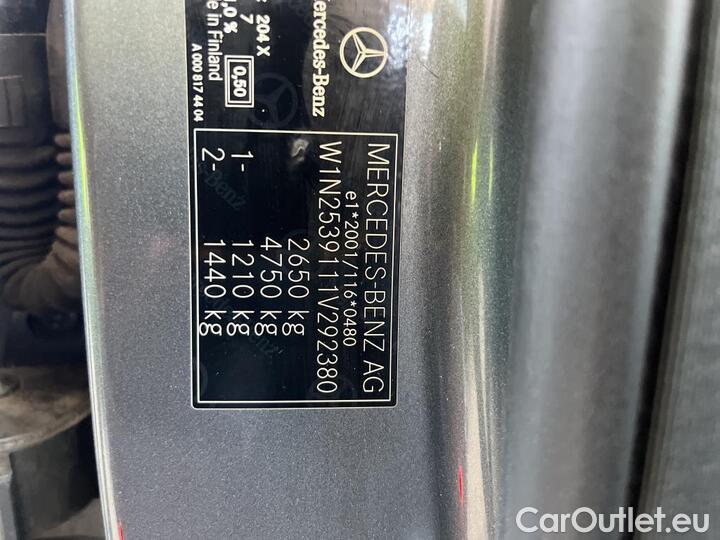 Mercedes-Benz
204 X
7
,0 %
0,50
e in Finland
A 000 817 44 04
MERCEDES-BENZ AG
e1*2001/116*0480
W1N2539111V292380
2650 kg
4750 kg
1- 1210 kg
2- 1440 kg
CarOutlet.eu